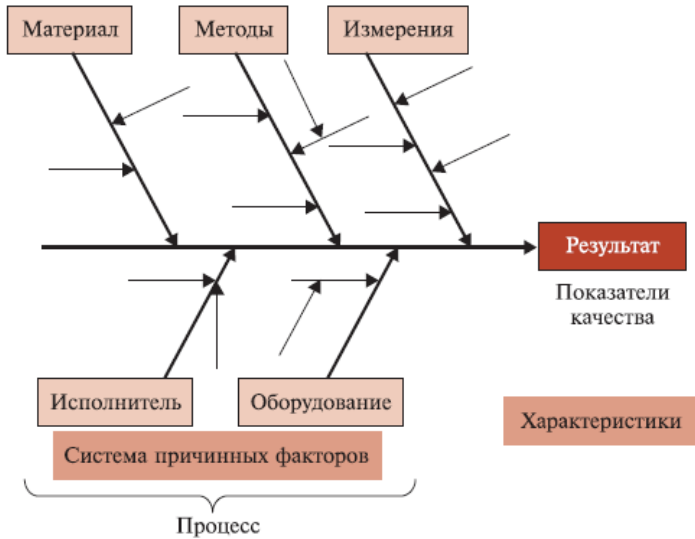 Материал
Методы
Измерения
Результат
Показатели
качества
Исполнитель
Оборудование
Характеристики
Система причинных факторов
Процесс